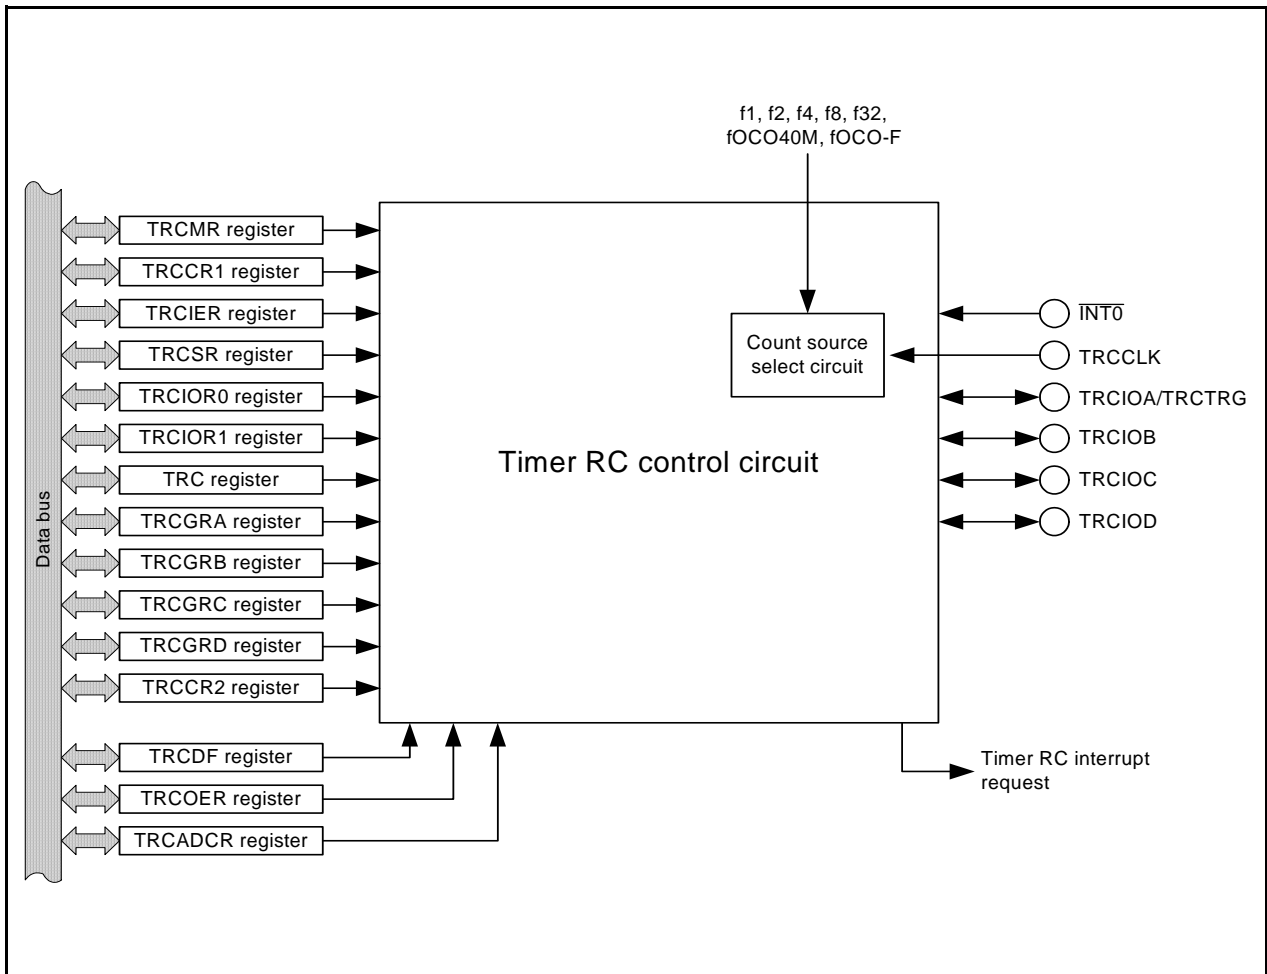 f1, f2, f4, f8, f32,
fOCO40M, fOCO-F
Data bus
TRCMR register
TRCCR1 register
TRCIER register
TRCSR register
TRCIOR0 register
TRCIOR1 register
TRC register
TRCGRA register
TRCGRB register
TRCGRC register
TRCGRD register
TRCCR2 register
TRCDF register
TRCOER register
TRCADCR register
Timer RC control circuit
Count source
select circuit
I̅N̅T̅0̅
TRCCLK
TRCIOA/TRCTRG
TRCIOB
TRCIOC
TRCIOD
Timer RC interrupt
request